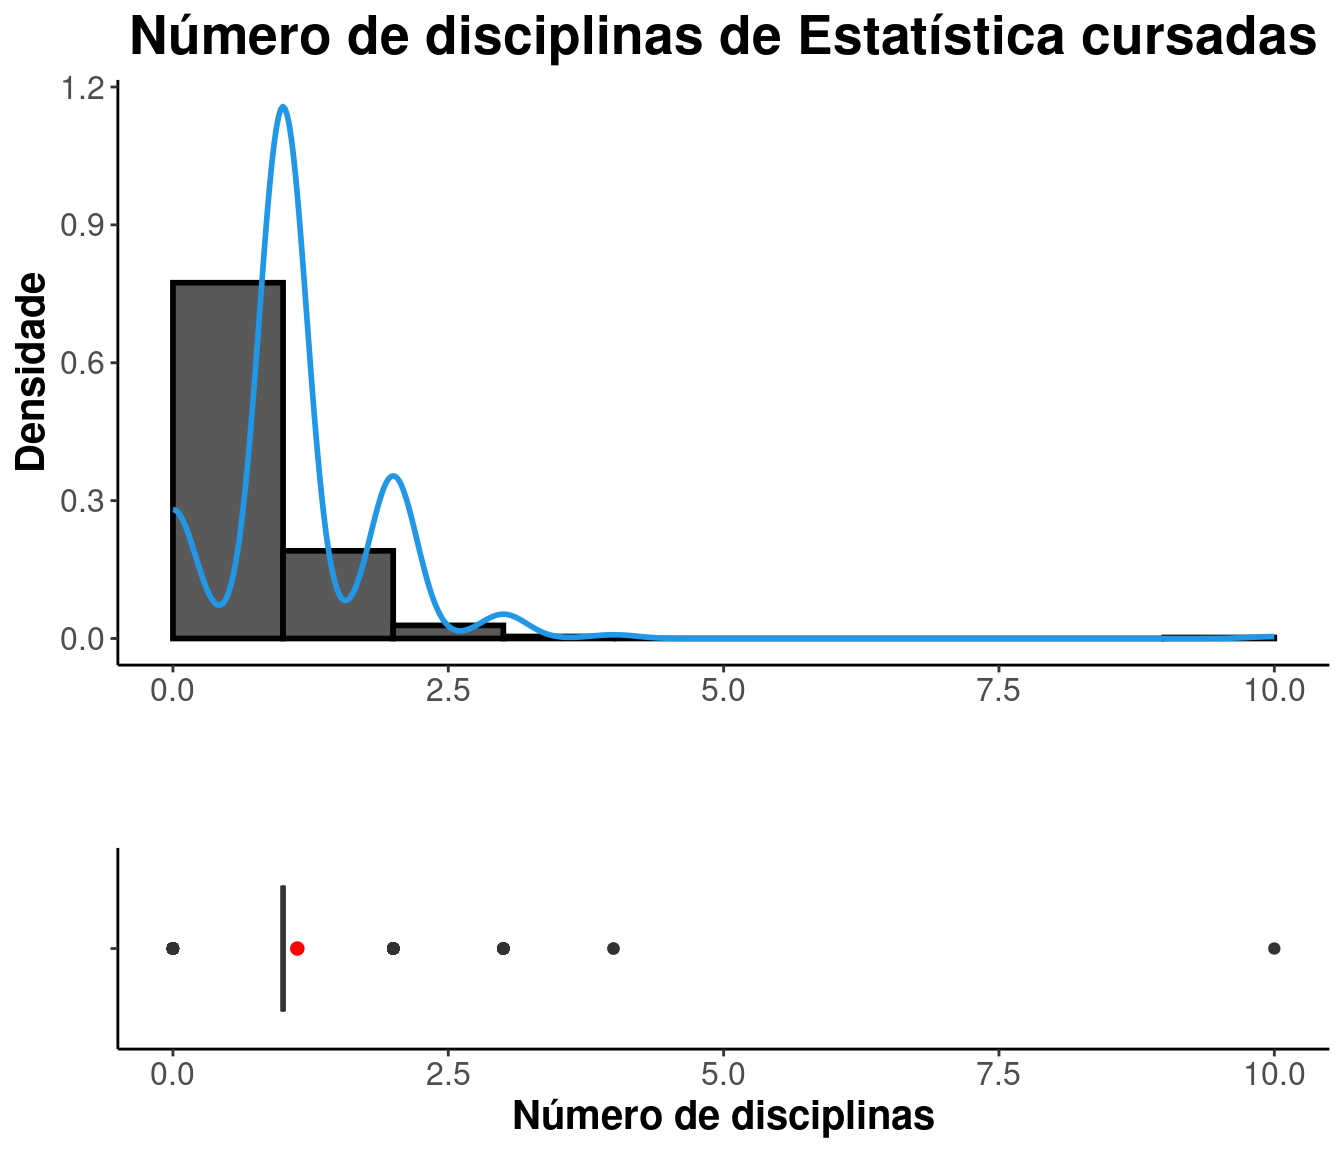 Número de disciplinas de Estatística cursadas
1.2
0.9
0.6
0.3
0.0
Densidade
0.0 2.5 5.0 7.5 10.0
0.0 2.5 5.0 7.5 10.0
Número de disciplinas